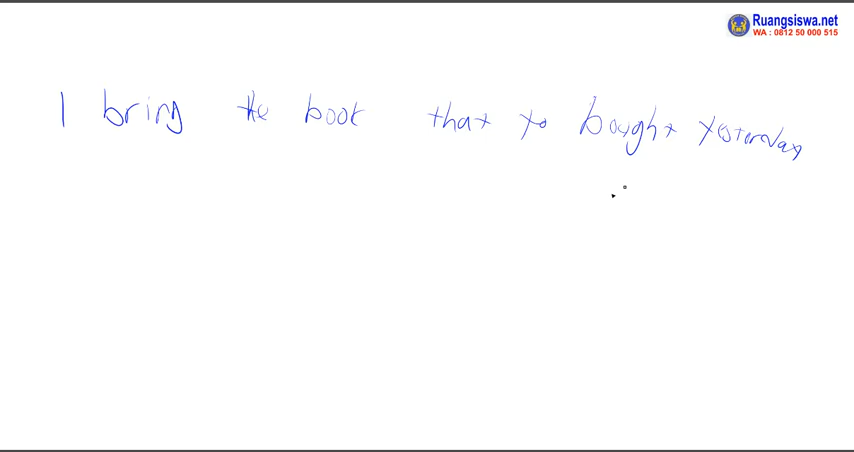 Ruangsiswa.net
WA : 0812 50 000 515
I bring the book that yo bought yesterday